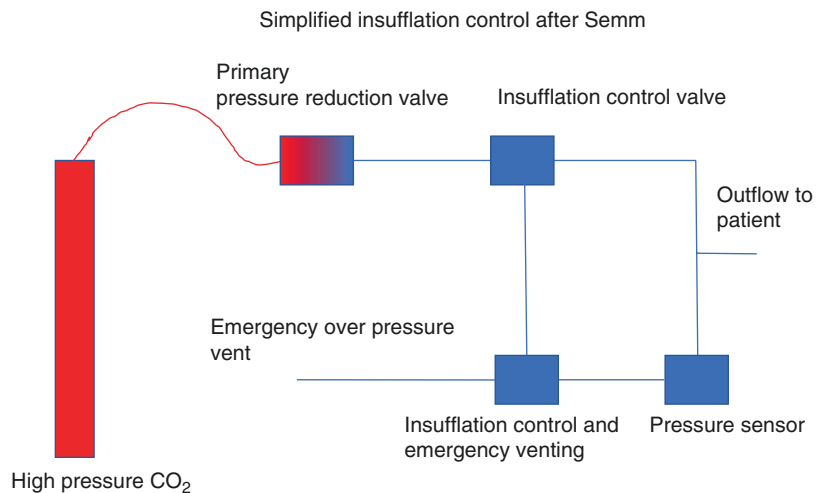 Simplified insufflation control after Semm
Primary
pressure reduction valve
Insufflation control valve
Outflow to
patient
Emergency over pressure
vent
Insufflation control and
emergency venting
Pressure sensor
High pressure CO₂